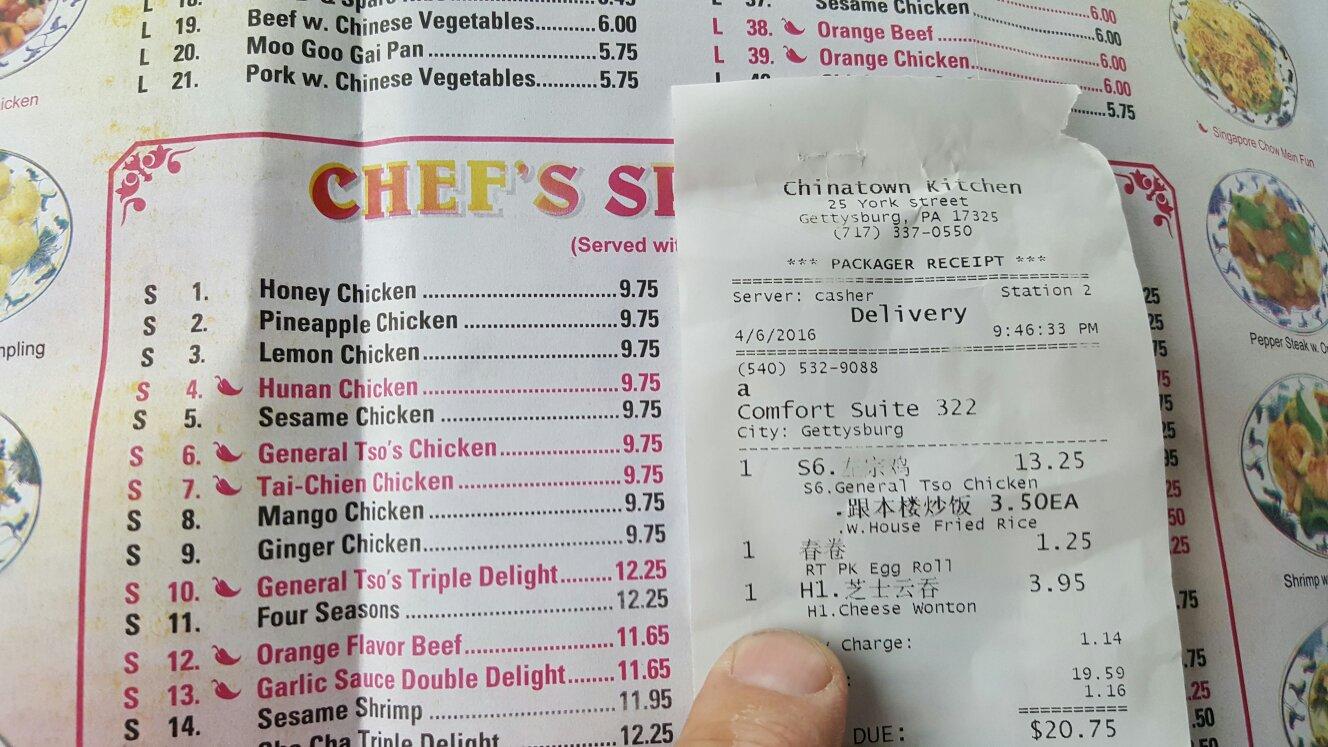 19. Beef w. Chinese Vegetables 6.00
L 20. Moo Goo Gai Pan 5.75
L 21. Pork w. Chinese Vegetables 5.75
Sesame Chicken 6.00
L 38. Orange Beef 6.00
L 39. Orange Chicken 6.00
6.00
5.75
icken
Singapore Chow Mein Fun
CHEF'S
(Served
S 1. Honey Chicken 9.75
S 2. Pineapple Chicken 9.75
S 3. Lemon Chicken 9.75
S 4. Hunan Chicken 9.75
S 5. Sesame Chicken 9.75
S 6. General Tso's Chicken 9.75
S 7. Tai-Chien Chicken 9.75
S 8. Mango Chicken 9.75
S 9. Ginger Chicken 9.75
S 10. General Tso's Triple Delight 12.25
S 11. Four Seasons 12.25
S 12. Orange Flavor Beef 11.65
S 13. Garlic Sauce Double Delight 11.65
S 14. Sesame Shrimp 11.95
Triple Delight 12.25
Chinatown Kitchen
25 York street
Gettysburg, PA 17325
(717) 337-0550
*** PACKAGER RECEIPT ***
Server: casher Station 2
Delivery
4/6/2016 9:46:33 PM
(540) 532-9088
a
Comfort Suite 322
City: Gettysburg
1 S6.左宗鸡 13.25
S6.General Tso Chicken
.跟本楼炒饭 3.50EA
.w.House Fried Rice
1 春卷 1.25
RT PK Egg Roll
1 H1.芝士云吞 3.95
H1.Cheese Wonton
Charge: 1.14
19.59
1.16
DUE: $20.75
Pepper Steak w.
Shrimp